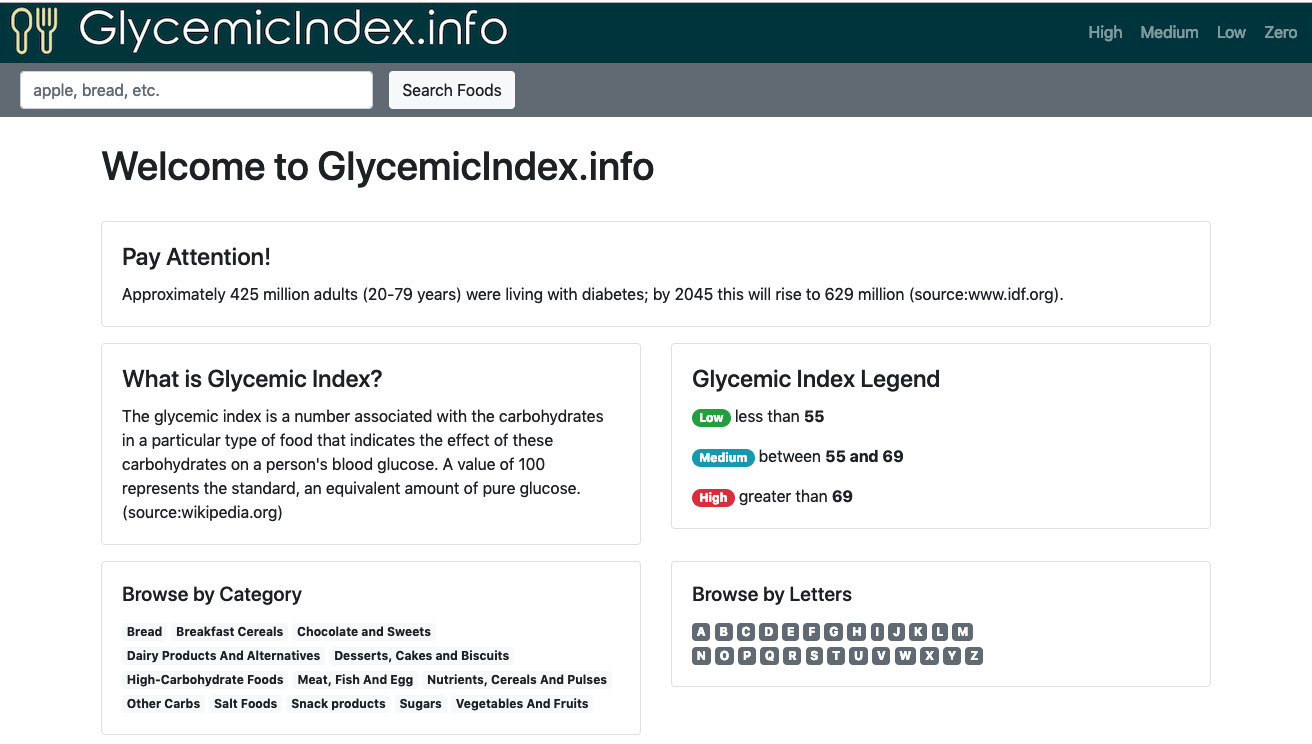 GlycemicIndex.info
High Medium Low Zero
apple, bread, etc. Search Foods
Welcome to GlycemicIndex.info
Pay Attention!
Approximately 425 million adults (20-79 years) were living with diabetes; by 2045 this will rise to 629 million (source:www.idf.org).
What is Glycemic Index?
The glycemic index is a number associated with the carbohydrates
in a particular type of food that indicates the effect of these
carbohydrates on a person's blood glucose. A value of 100
represents the standard, an equivalent amount of pure glucose.
(source:wikipedia.org)
Glycemic Index Legend
Low less than 55
Medium between 55 and 69
High greater than 69
Browse by Category
Bread Breakfast Cereals Chocolate and Sweets
Dairy Products And Alternatives Desserts, Cakes and Biscuits
High-Carbohydrate Foods Meat, Fish And Egg Nutrients, Cereals And Pulses
Other Carbs Salt Foods Snack products Sugars Vegetables And Fruits
Browse by Letters
A B C D E F G H I J K L M
N O P Q R S T U V W X Y Z